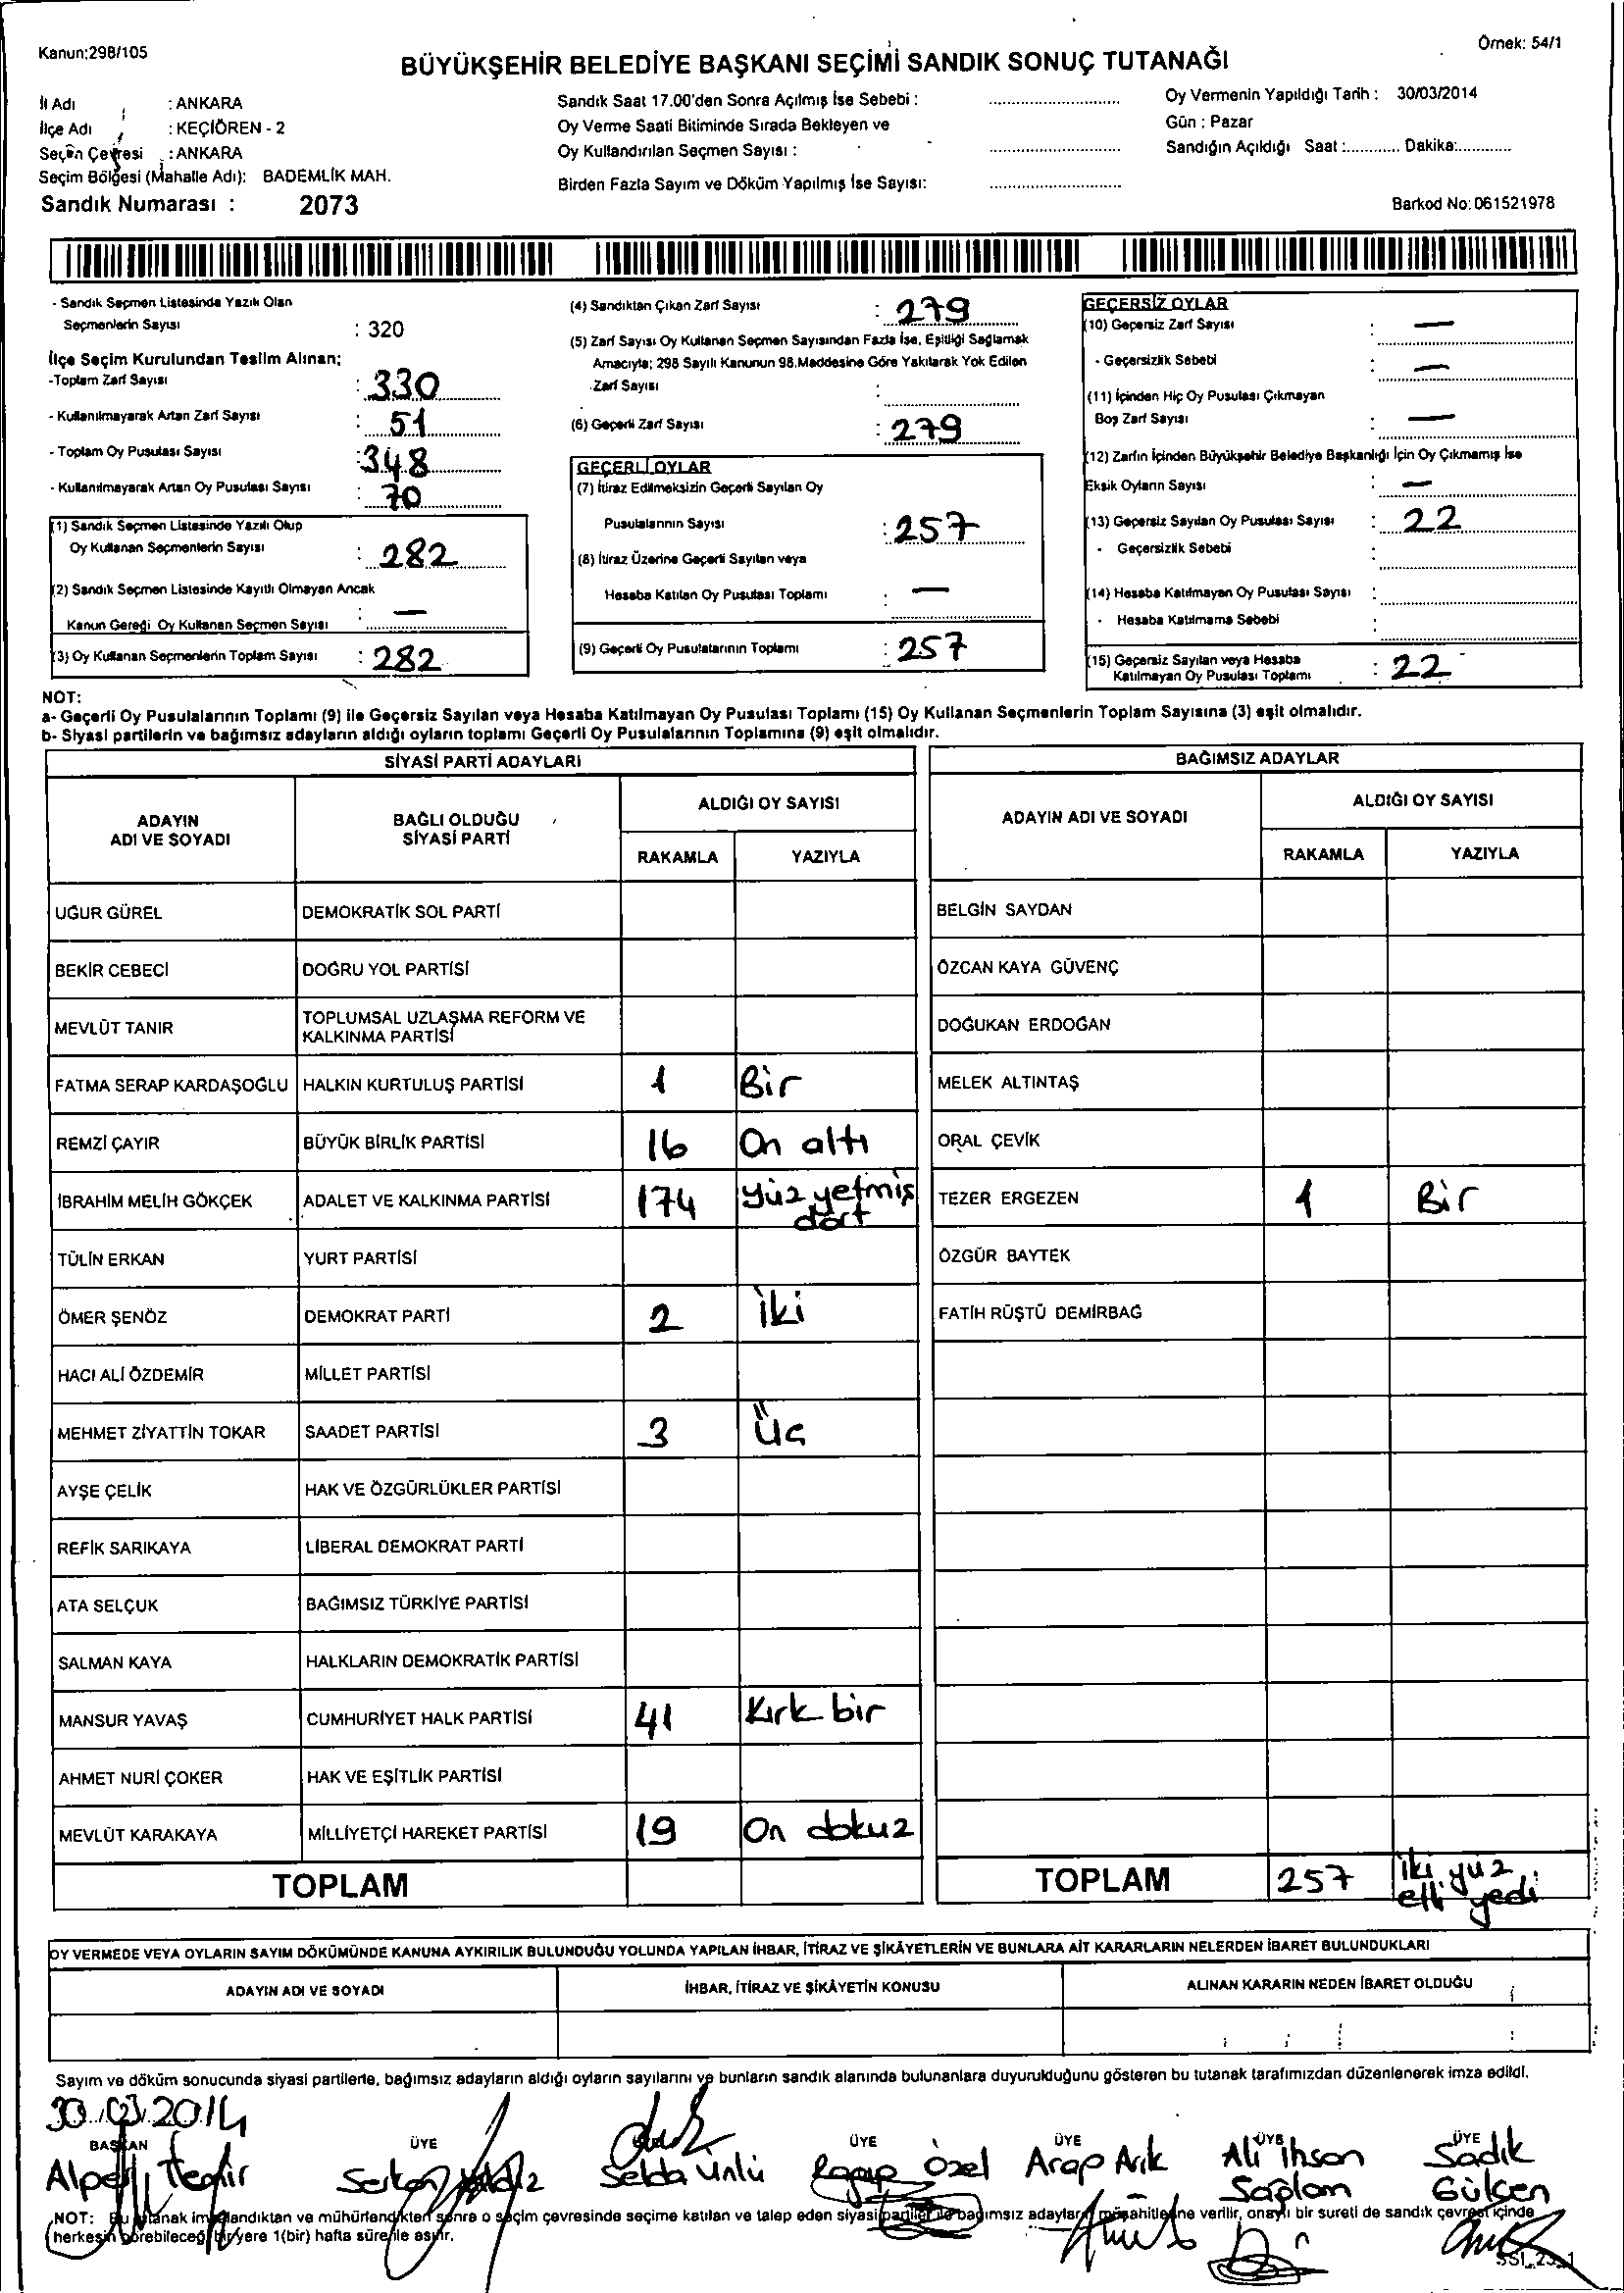 Kanun:298/105
Örnek: 54/1
BÜYÜKŞEHİR BELEDİYE BAŞKANI SEÇİMİ SANDIK SONUÇ TUTANAĞI
İl Adı : ANKARA
İlçe Adı : KEÇİÖREN - 2
Seçim Çevresi : ANKARA
Seçim Bölgesi (Mahalle Adı): BADEMLİK MAH.
Sandık Numarası : 2073
Sandık Saat 17.00'den Sonra Açılmış İse Sebebi :
Oy Verme Saati Bitiminde Sırada Bekleyen ve
Oy Kullandırılan Seçmen Sayısı :
Birden Fazla Sayım ve Döküm Yapılmış İse Sayısı:
Oy Vermenin Yapıldığı Tarih : 30/03/2014
Gün : Pazar
Sandığın Açıldığı Saat :............ Dakika:............
Barkod No:061521978
- Sandık Seçmen Listesinde Yazılı Olan
Seçmenlerin Sayısı : 320
İlçe Seçim Kurulundan Teslim Alınan;
-Toplam Zarf Sayısı : 330
- Kullanılmayarak Artan Zarf Sayısı : 51
- Toplam Oy Pusulası Sayısı : 348
- Kullanılmayarak Artan Oy Pusulası Sayısı : 70
(1) Sandık Seçmen Listesinde Yazılı Olup
Oy Kullanan Seçmenlerin Sayısı : 282
(2) Sandık Seçmen Listesinde Kayıtlı Olmayan Ancak
Kanun Gereği Oy Kullanan Seçmen Sayısı : —
(3) Oy Kullanan Seçmenlerin Toplam Sayısı : 282
(4) Sandıktan Çıkan Zarf Sayısı : 279
(5) Zarf Sayısı Oy Kullanan Seçmen Sayısından Fazla İse, Eşitliği Sağlamak
Amacıyla; 298 Sayılı Kanunun 98.Maddesine Göre Yakılarak Yok Edilen
Zarf Sayısı :
(6) Geçerli Zarf Sayısı : 279
GEÇERLİ OYLAR
(7) İtiraz Edilmeksizin Geçerli Sayılan Oy
Pusulalarının Sayısı : 257
(8) İtiraz Üzerine Geçerli Sayılan veya
Hesaba Katılan Oy Pusulası Toplamı : —
(9) Geçerli Oy Pusulalarının Toplamı : 257
GEÇERSİZ OYLAR
(10) Geçersiz Zarf Sayısı : —
- Geçersizlik Sebebi : —
(11) İçinden Hiç Oy Pusulası Çıkmayan
Boş Zarf Sayısı : —
(12) Zarfın İçinden Büyükşehir Belediye Başkanlığı İçin Oy Çıkmamış İse
Eksik Oyların Sayısı : —
(13) Geçersiz Sayılan Oy Pusulası Sayısı : 22
- Geçersizlik Sebebi :
(14) Hesaba Katılmayan Oy Pusulası Sayısı :
- Hesaba Katılmama Sebebi :
(15) Geçersiz Sayılan veya Hesaba
Katılmayan Oy Pusulası Toplamı : 22
NOT:
a- Geçerli Oy Pusulalarının Toplamı (9) ile Geçersiz Sayılan veya Hesaba Katılmayan Oy Pusulası Toplamı (15) Oy Kullanan Seçmenlerin Toplam Sayısına (3) eşit olmalıdır.
b- Siyasi partilerin ve bağımsız adayların aldığı oyların toplamı Geçerli Oy Pusulalarının Toplamına (9) eşit olmalıdır.
SİYASİ PARTİ ADAYLARI
ADAYIN ADI VE SOYADI
BAĞLI OLDUĞU SİYASİ PARTİ
ALDIĞI OY SAYISI
RAKAMLA YAZIYLA
UĞUR GÜREL DEMOKRATİK SOL PARTİ
BEKİR CEBECİ DOĞRU YOL PARTİSİ
MEVLÜT TANIR TOPLUMSAL UZLAŞMA REFORM VE
KALKINMA PARTİSİ
FATMA SERAP KARDAŞOĞLU HALKIN KURTULUŞ PARTİSİ 1 Bir
REMZİ ÇAYIR BÜYÜK BİRLİK PARTİSİ 16 On altı
İBRAHİM MELİH GÖKÇEK ADALET VE KALKINMA PARTİSİ 174 Yüz yetmiş
dört
TÜLİN ERKAN YURT PARTİSİ
ÖMER ŞENÖZ DEMOKRAT PARTİ 2 İki
HACI ALİ ÖZDEMİR MİLLET PARTİSİ
MEHMET ZİYATTİN TOKAR SAADET PARTİSİ 3 Üç
AYŞE ÇELİK HAK VE ÖZGÜRLÜKLER PARTİSİ
REFİK SARIKAYA LİBERAL DEMOKRAT PARTİ
ATA SELÇUK BAĞIMSIZ TÜRKİYE PARTİSİ
SALMAN KAYA HALKLARIN DEMOKRATİK PARTİSİ
MANSUR YAVAŞ CUMHURİYET HALK PARTİSİ 41 Kırk bir
AHMET NURİ ÇOKER HAK VE EŞİTLİK PARTİSİ
MEVLÜT KARAKAYA MİLLİYETÇİ HAREKET PARTİSİ 19 On dokuz
TOPLAM
BAĞIMSIZ ADAYLAR
ADAYIN ADI VE SOYADI
ALDIĞI OY SAYISI
RAKAMLA YAZIYLA
BELGİN SAYDAN
ÖZCAN KAYA GÜVENÇ
DOĞUKAN ERDOĞAN
MELEK ALTINTAŞ
ORAL ÇEVİK
TEZER ERGEZEN 1 Bir
ÖZGÜR BAYTEK
FATİH RÜŞTÜ DEMİRBAĞ
TOPLAM 257 İki yüz
elli yedi
OY VERMEDE VEYA OYLARIN SAYIM DÖKÜMÜNDE KANUNA AYKIRILIK BULUNDUĞU YOLUNDA YAPILAN İHBAR, İTİRAZ VE ŞİKÂYETLERİN VE BUNLARA AİT KARARLARIN NELERDEN İBARET BULUNDUKLARI
ADAYIN ADI VE SOYADI İHBAR, İTİRAZ VE ŞİKÂYETİN KONUSU ALINAN KARARIN NEDEN İBARET OLDUĞU
Sayım ve döküm sonucunda siyasi partilerle, bağımsız adayların aldığı oyların sayılarını ve bunların sandık alanında bulunanlara duyurulduğunu gösteren bu tutanak tarafımızdan düzenlenerek imza edildi.
30.03.2014
BAŞKAN ÜYE ÜYE ÜYE ÜYE ÜYE
Alper Serkan Yıldız Selda Ünlü Ragıp Özel Arap Arık Ali İhsan Sadık
Sağlam Gülşen
NOT: Bu tutanak imzalandıktan ve mühürlendikten sonra o seçim çevresinde seçime katılan ve talep eden siyasi partiler ile bağımsız adayların müşahitlerine verilir, onaylı bir sureti de sandık çevresi içinde
herkesin görebileceği bir yere 1(bir) hafta süre ile asılır.